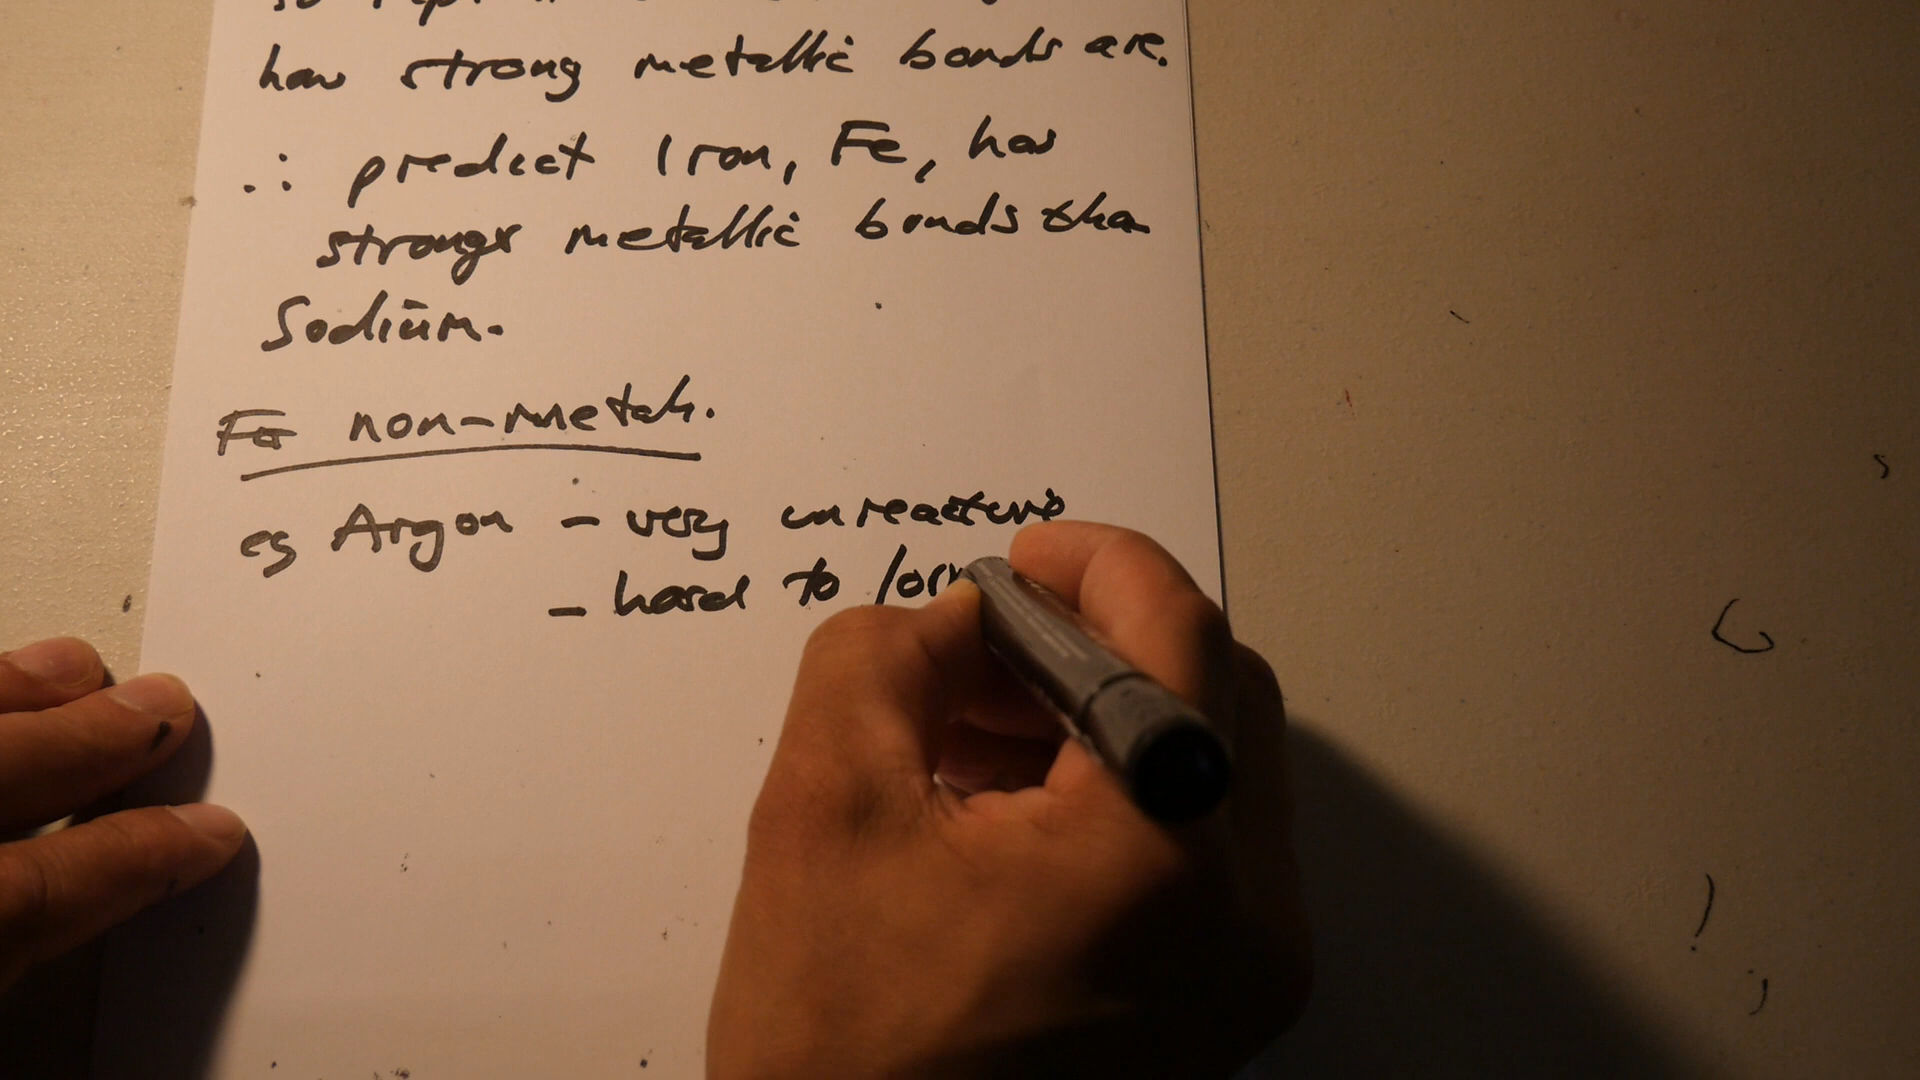 how strong metallic bonds are.
∴ predict Iron, Fe, has
stronger metallic bonds than
Sodium.
For non-metals.
eg Argon - very unreactive
- hard to form